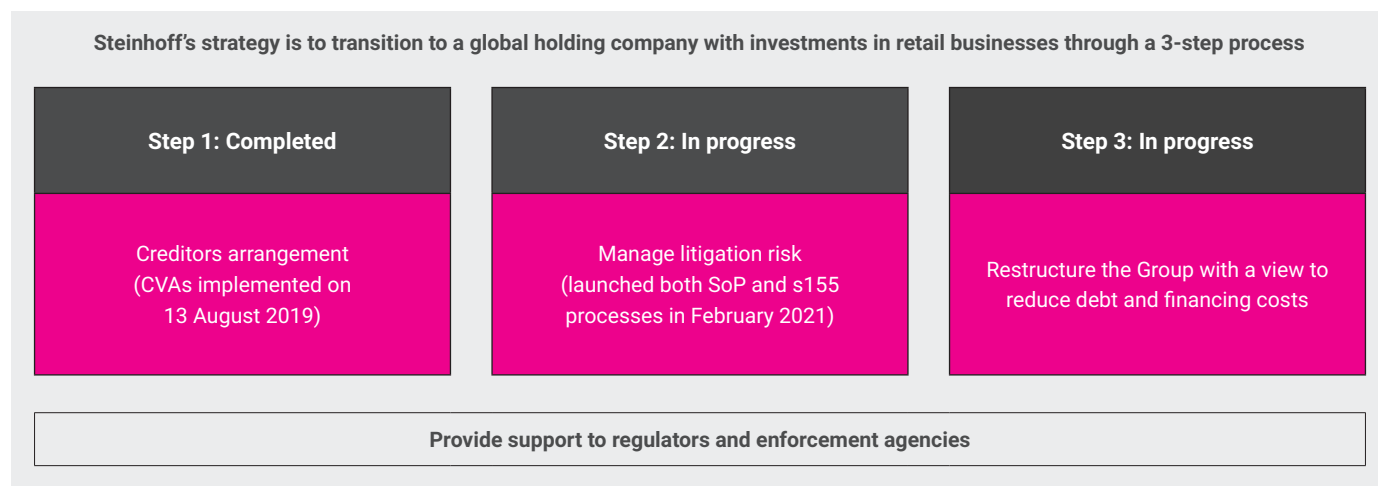 Steinhoff’s strategy is to transition to a global holding company with investments in retail businesses through a 3-step process
Step 1: Completed
Creditors arrangement
(CVAs implemented on
13 August 2019)
Step 2: In progress
Manage litigation risk
(launched both SoP and s155
processes in February 2021)
Step 3: In progress
Restructure the Group with a view to
reduce debt and financing costs
Provide support to regulators and enforcement agencies